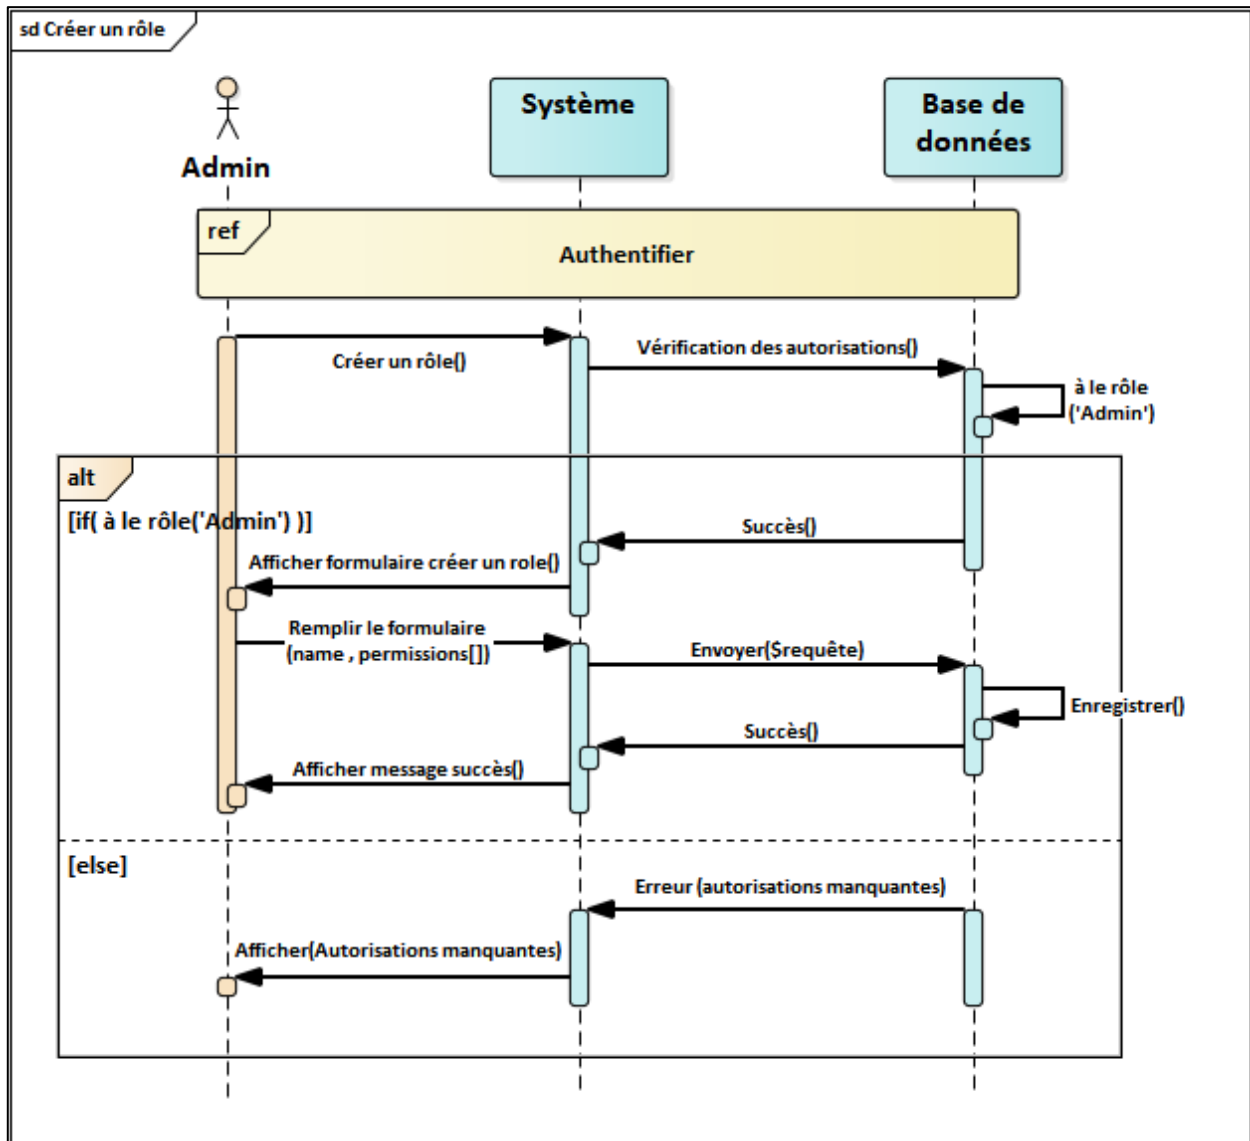 sd Créer un rôle
Admin
Système
Base de
données
ref
Authentifier
Créer un rôle()
Vérification des autorisations()
à le rôle
('Admin')
alt
[if( à le rôle('Admin') )]
Succès()
Afficher formulaire créer un role()
Remplir le formulaire
(name , permissions[])
Envoyer($requête)
Enregistrer()
Succès()
Afficher message succès()
[else]
Erreur (autorisations manquantes)
Afficher(Autorisations manquantes)